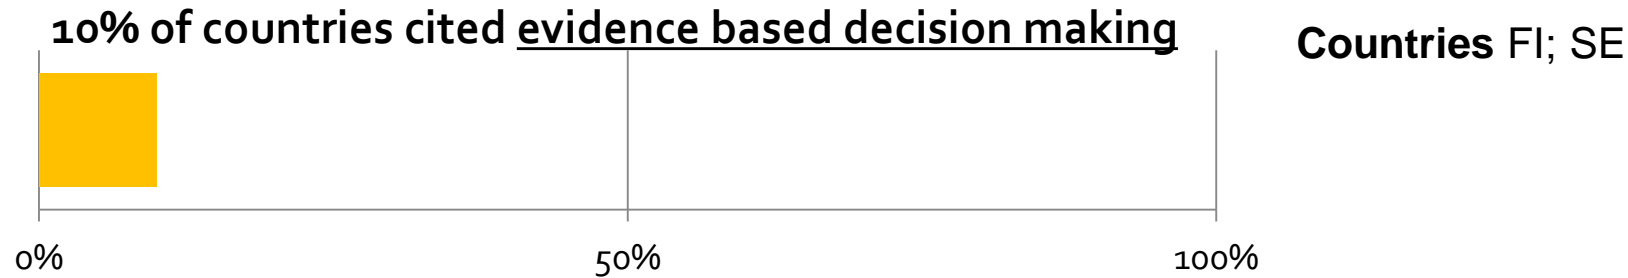 10% of countries cited evidence based decision making
Countries FI; SE
0% 50% 100%